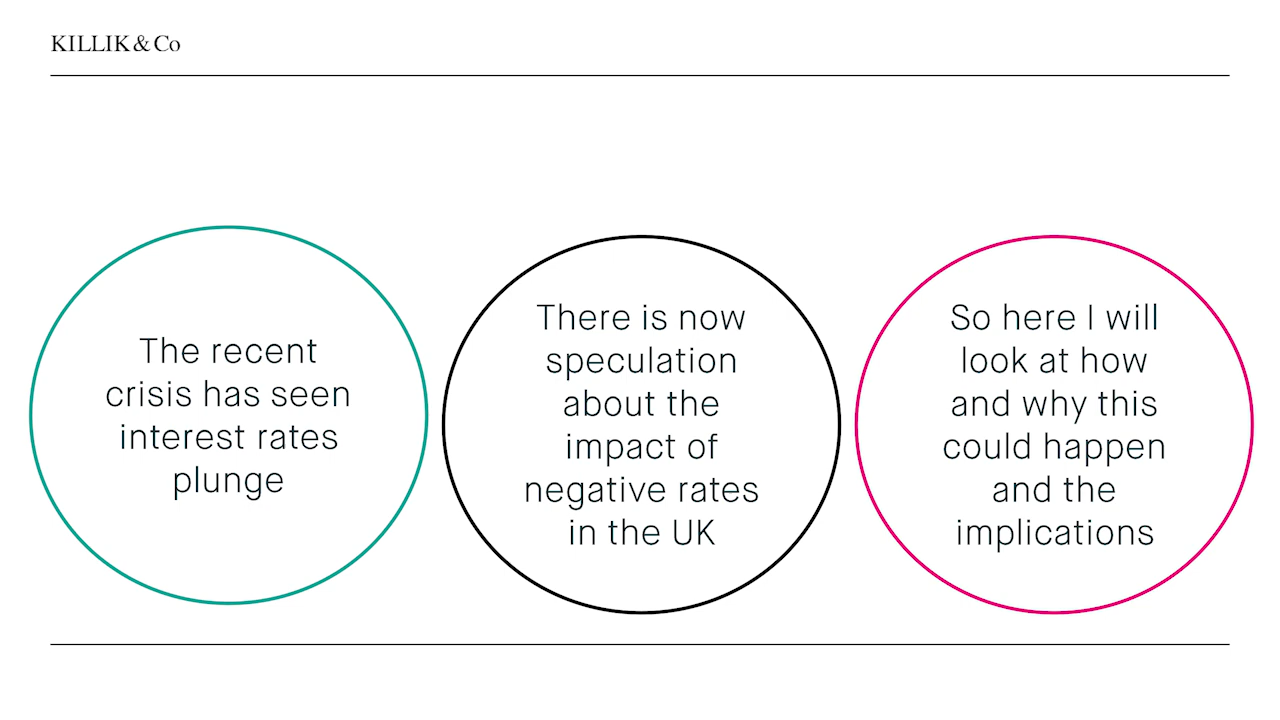 KILLIK & Co
The recent
crisis has seen
interest rates
plunge
There is now
speculation
about the
impact of
negative rates
in the UK
So here I will
look at how
and why this
could happen
and the
implications